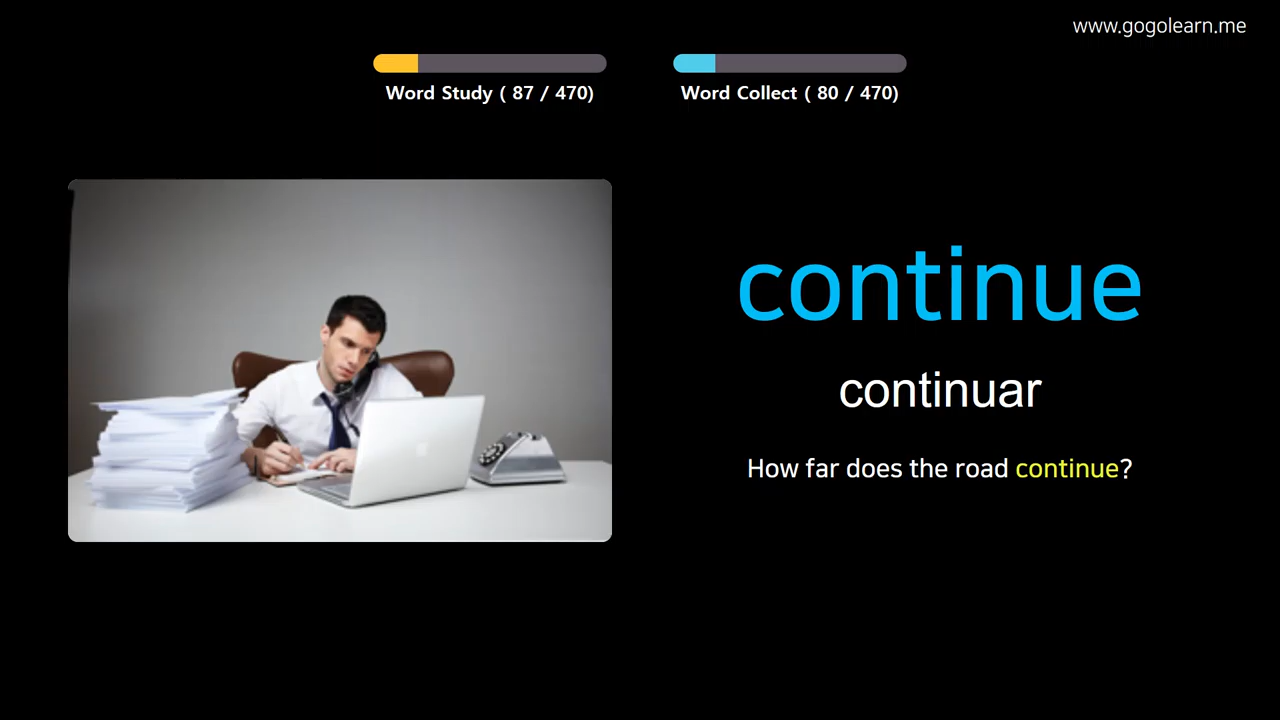 www.gogolearn.me
Word Study ( 87 / 470)
Word Collect ( 80 / 470)
continue
continuar
How far does the road continue?